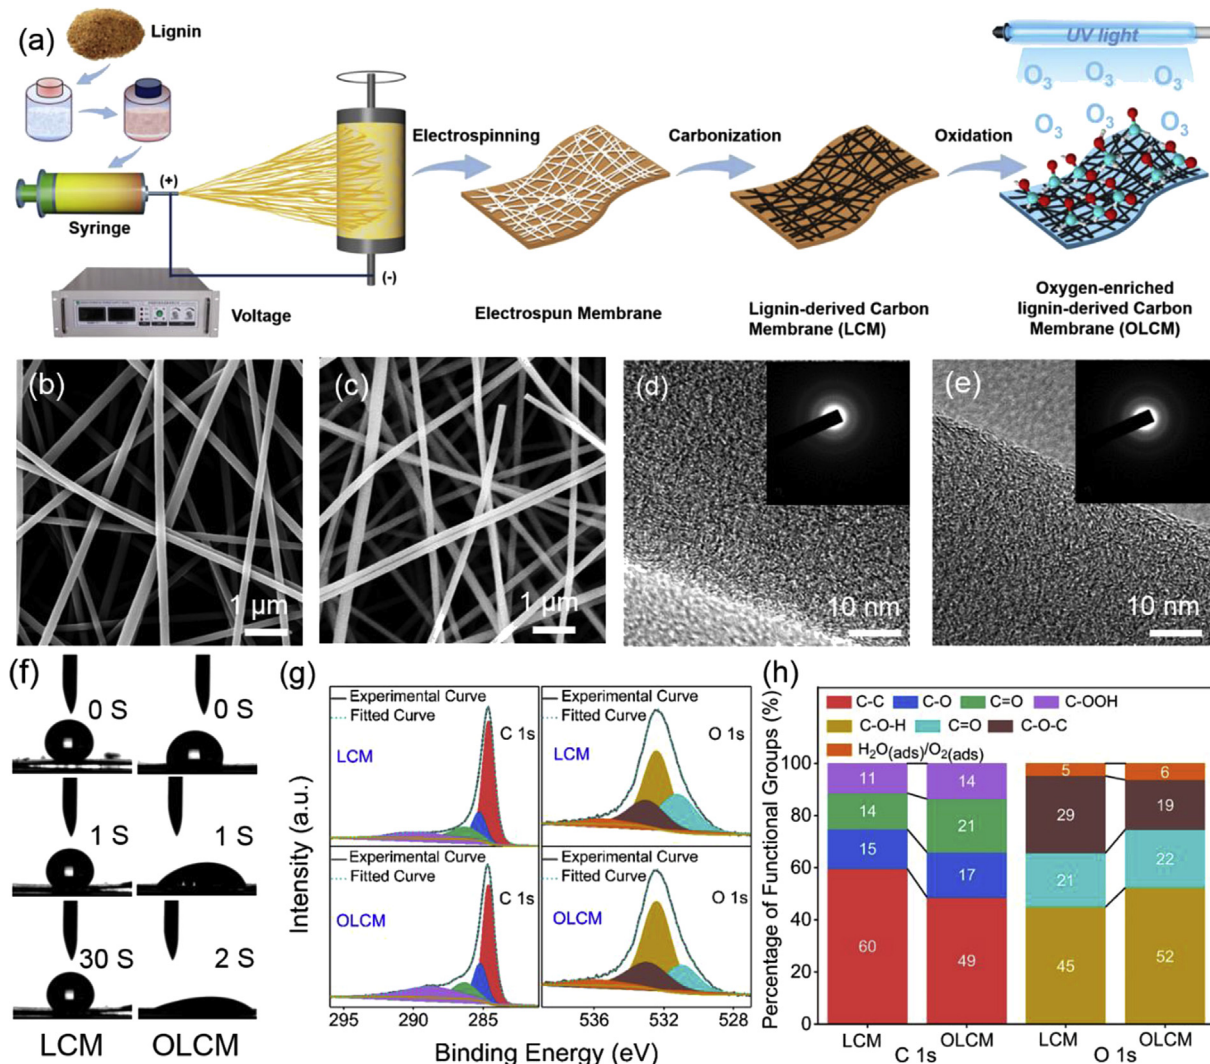 (a)
Lignin
UV light
O3 O3 O3
O3 O3 O3
Electrospinning
Carbonization
Oxidation
(+)
Syringe
(-)
Voltage
Electrospun Membrane
Lignin-derived Carbon
Membrane (LCM)
Oxygen-enriched
lignin-derived Carbon
Membrane (OLCM)
(b)
1 μm
(c)
1 μm
(d)
10 nm
(e)
10 nm
(f)
0 S
0 S
1 S
1 S
30 S
2 S
LCM
OLCM
(g)
Intensity (a.u.)
Experimental Curve
Fitted Curve
C 1s
LCM
Experimental Curve
Fitted Curve
O 1s
LCM
Experimental Curve
Fitted Curve
C 1s
OLCM
Experimental Curve
Fitted Curve
O 1s
OLCM
295 290 285
536 532 528
Binding Energy (eV)
(h)
Percentage of Functional Groups (%)
C-C C-O C=O C-OOH
C-O-H C=O C-O-C
H2O(ads)/O2(ads)
100
80
60
40
20
0
11 14 5 6
14 21 29 19
15 17 21 22
60 49 45 52
LCM OLCM LCM OLCM
C 1s O 1s